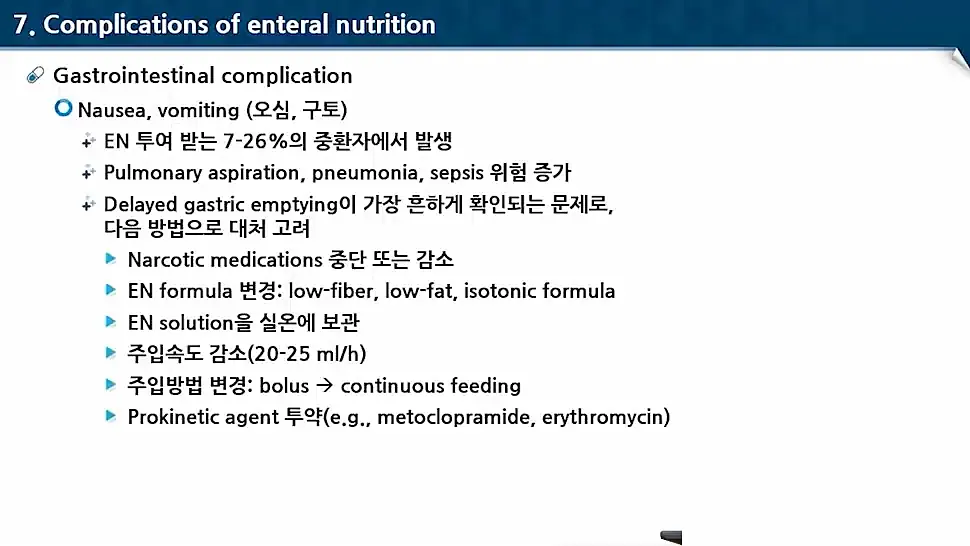 7. Complications of enteral nutrition
Gastrointestinal complication
Nausea, vomiting (오심, 구토)
EN 투여 받는 7-26%의 중환자에서 발생
Pulmonary aspiration, pneumonia, sepsis 위험 증가
Delayed gastric emptying이 가장 흔하게 확인되는 문제로,
다음 방법으로 대처 고려
Narcotic medications 중단 또는 감소
EN formula 변경: low-fiber, low-fat, isotonic formula
EN solution을 실온에 보관
주입속도 감소(20-25 ml/h)
주입방법 변경: bolus → continuous feeding
Prokinetic agent 투약(e.g., metoclopramide, erythromycin)